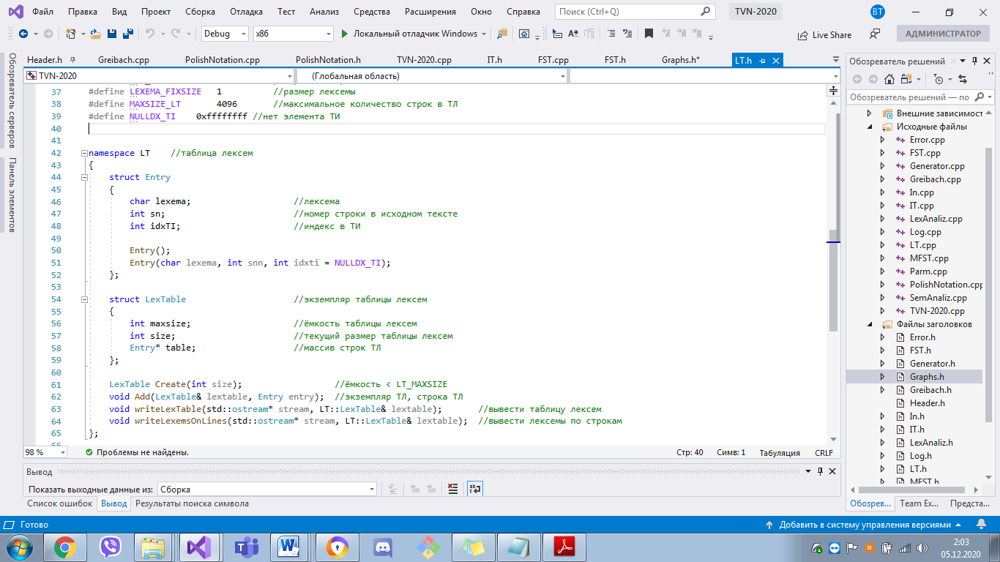 Файл Правка Вид Проект Сборка Отладка Тест Анализ Средства Расширения Окно Справка Поиск (Ctrl+Q) TVN-2020 ВТ
Debug x86 Локальный отладчик Windows Live Share АДМИНИСТРАТОР
Обозреватель серверов
Панель элементов
Header.h Greibach.cpp PolishNotation.cpp PolishNotation.h TVN-2020.cpp IT.h FST.cpp FST.h Graphs.h* LT.h
TVN-2020 (Глобальная область)
37 #define LEXEMA_FIXSIZE 1 //размер лексемы
38 #define MAXSIZE_LT 4096 //максимальное количество строк в ТЛ
39 #define NULLDX_TI 0xffffffff //нет элемента ТИ
40
41
42 namespace LT //таблица лексем
43 {
44 struct Entry
45 {
46 char lexema; //лексема
47 int sn; //номер строки в исходном тексте
48 int idxTI; //индекс в ТИ
49
50 Entry();
51 Entry(char lexema, int snn, int idxti = NULLDX_TI);
52 };
53
54 struct LexTable //экземпляр таблицы лексем
55 {
56 int maxsize; //ёмкость таблицы лексем
57 int size; //текущий размер таблицы лексем
58 Entry* table; //массив строк ТЛ
59 };
60
61 LexTable Create(int size); //ёмкость < LT_MAXSIZE
62 void Add(LexTable& lextable, Entry entry); //экземпляр ТЛ, строка ТЛ
63 void writeLexTable(std::ostream* stream, LT::LexTable& lextable); //вывести таблицу лексем
64 void writeLexemsOnLines(std::ostream* stream, LT::LexTable& lextable); //вывести лексемы по строкам
65 };
66
98 % Проблемы не найдены. Стр: 40 Симв: 1 Табуляция CRLF
Вывод
Показать выходные данные из: Сборка
Список ошибок Вывод Результаты поиска символа
Обозреватель решений
Обозреватель решений — по
Внешние зависимост
Исходные файлы
Error.cpp
FST.cpp
Generator.cpp
Greibach.cpp
In.cpp
IT.cpp
LexAnaliz.cpp
Log.cpp
LT.cpp
MFST.cpp
Parm.cpp
PolishNotation.cpp
SemAnaliz.cpp
TVN-2020.cpp
Файлы заголовков
Error.h
FST.h
Generator.h
Graphs.h
Greibach.h
Header.h
In.h
IT.h
LexAnaliz.h
Log.h
LT.h
MFST.h
Обозрев... Team Ex... Предста...
Готово Добавить в систему управления версиями
2:03
05.12.2020